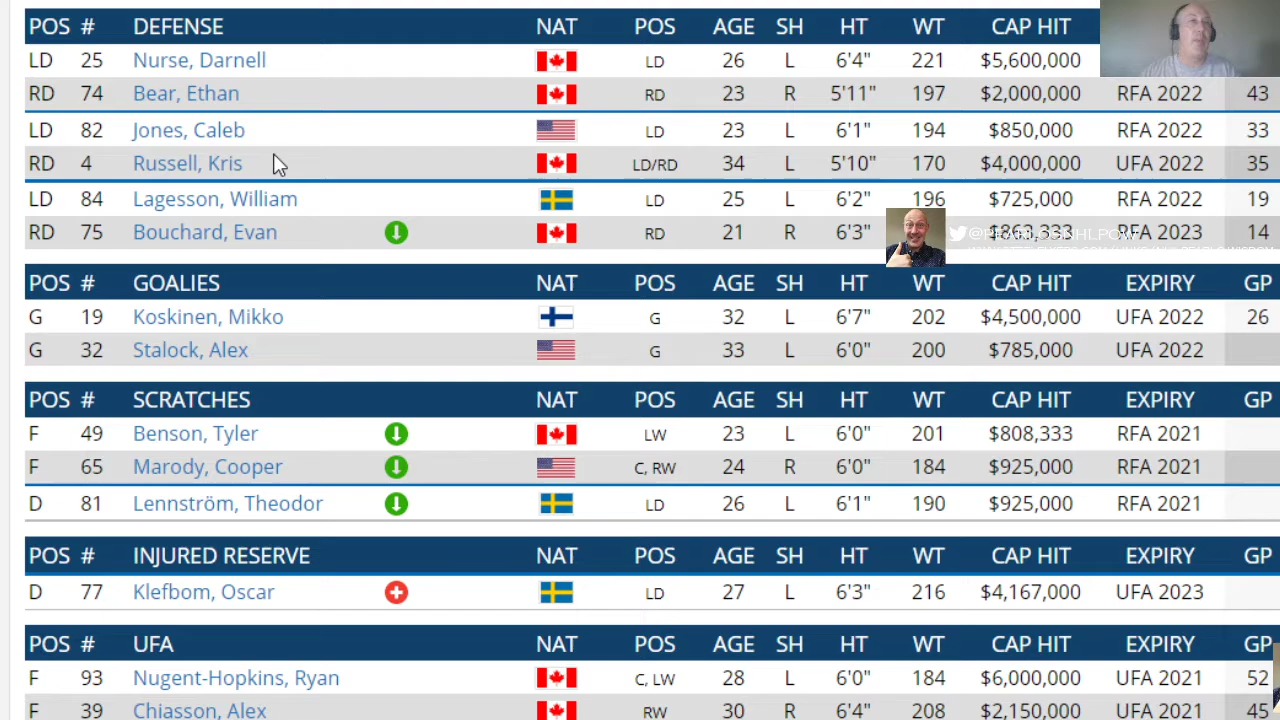 POS # DEFENSE NAT POS AGE SH HT WT CAP HIT
LD 25 Nurse, Darnell LD 26 L 6'4" 221 $5,600,000
RD 74 Bear, Ethan RD 23 R 5'11" 197 $2,000,000 RFA 2022 43
LD 82 Jones, Caleb LD 23 L 6'1" 194 $850,000 RFA 2022 33
RD 4 Russell, Kris LD/RD 34 L 5'10" 170 $4,000,000 UFA 2022 35
LD 84 Lagesson, William LD 25 L 6'2" 196 $725,000 RFA 2022 19
RD 75 Bouchard, Evan RD 21 R 6'3" RFA 2023 14
POS # GOALIES NAT POS AGE SH HT WT CAP HIT EXPIRY GP
G 19 Koskinen, Mikko G 32 L 6'7" 202 $4,500,000 UFA 2022 26
G 32 Stalock, Alex G 33 L 6'0" 200 $785,000 UFA 2022
POS # SCRATCHES NAT POS AGE SH HT WT CAP HIT EXPIRY GP
F 49 Benson, Tyler LW 23 L 6'0" 201 $808,333 RFA 2021
F 65 Marody, Cooper C, RW 24 R 6'0" 184 $925,000 RFA 2021
D 81 Lennström, Theodor LD 26 L 6'1" 190 $925,000 RFA 2021
POS # INJURED RESERVE NAT POS AGE SH HT WT CAP HIT EXPIRY GP
D 77 Klefbom, Oscar LD 27 L 6'3" 216 $4,167,000 UFA 2023
POS # UFA NAT POS AGE SH HT WT CAP HIT EXPIRY GP
F 93 Nugent-Hopkins, Ryan C, LW 28 L 6'0" 184 $6,000,000 UFA 2021 52
F 39 Chiasson, Alex RW 30 R 6'4" 208 $2,150,000 UFA 2021 45